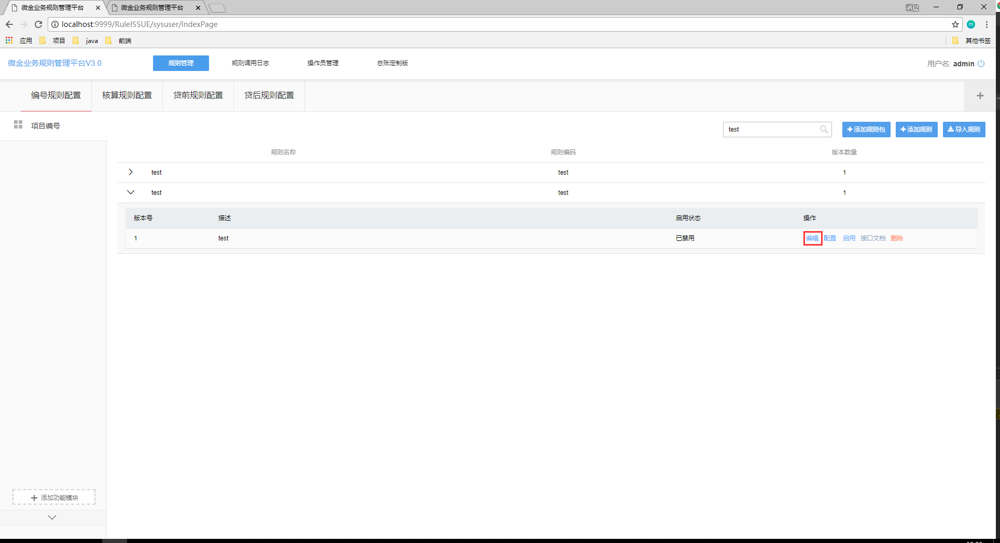 微金业务规则管理平台 微金业务规则管理平台 涵晨
localhost:9999/RuleISSUE/sysuser/indexPage m
应用 项目 java 前端 其他书签
微金业务规则管理平台V3.0 规则管理 规则调用日志 操作员管理 总账定制版 用户名: admin
编号规则配置 核算规则配置 贷前规则配置 贷后规则配置
项目编号 test 添加规则包 添加规则 导入规则
规则名称 规则编码 版本数量
test test 1
test test 1
版本号 描述 启用状态 操作
1 test 已禁用 编辑 配置 启用 接口文档 删除
添加功能模块